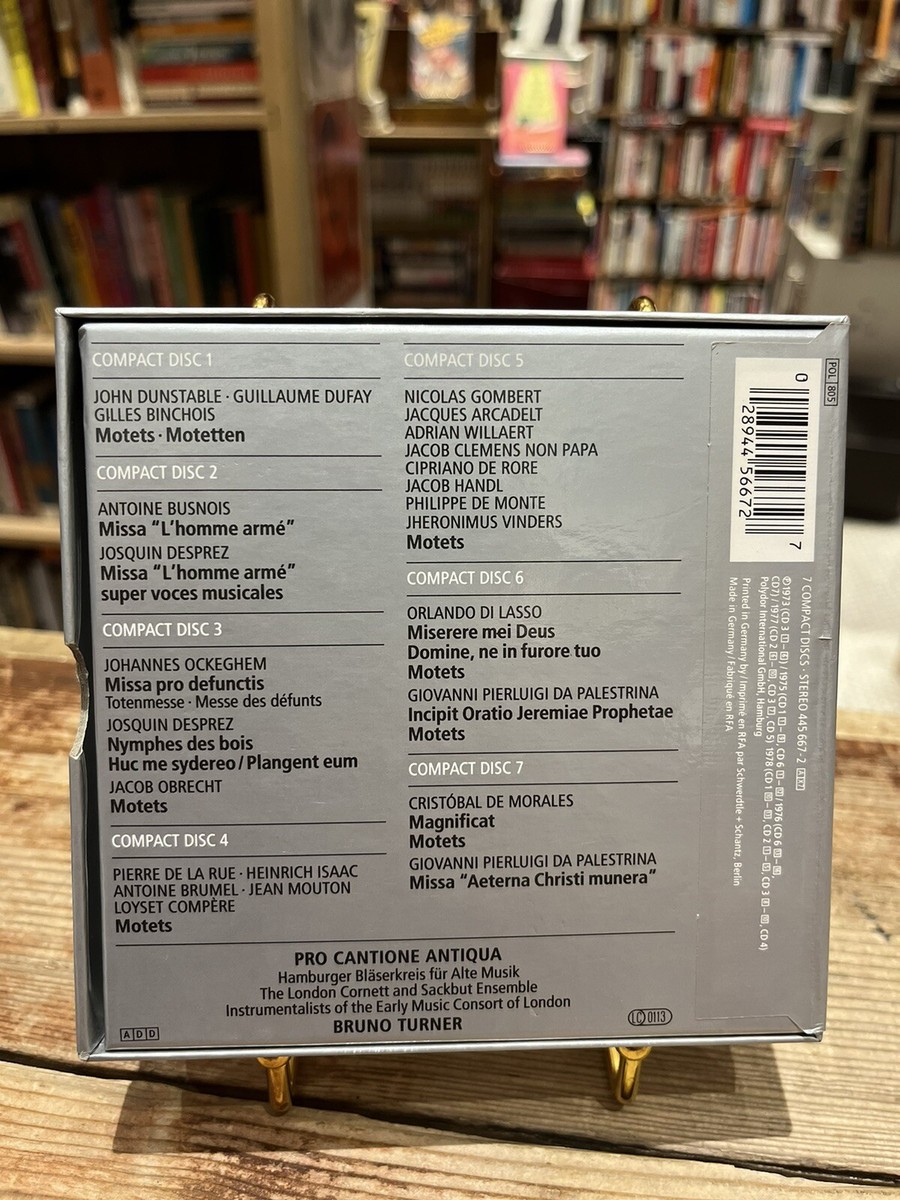 COMPACT DISC 1
JOHN DUNSTABLE · GUILLAUME DUFAY
GILLES BINCHOIS
Motets · Motetten
COMPACT DISC 2
ANTOINE BUSNOIS
Missa “L’homme armé”
JOSQUIN DESPREZ
Missa “L’homme armé”
super voces musicales
COMPACT DISC 3
JOHANNES OCKEGHEM
Missa pro defunctis
Totenmesse · Messe des défunts
JOSQUIN DESPREZ
Nymphes des bois
Huc me sydereo / Plangent eum
JACOB OBRECHT
Motets
COMPACT DISC 4
PIERRE DE LA RUE · HEINRICH ISAAC
ANTOINE BRUMEL · JEAN MOUTON
LOYSET COMPÈRE
Motets
COMPACT DISC 5
NICOLAS GOMBERT
JACQUES ARCADELT
ADRIAN WILLAERT
JACOB CLEMENS NON PAPA
CIPRIANO DE RORE
JACOB HANDL
PHILIPPE DE MONTE
JHERONIMUS VINDERS
Motets
COMPACT DISC 6
ORLANDO DI LASSO
Miserere mei Deus
Domine, ne in furore tuo
Motets
GIOVANNI PIERLUIGI DA PALESTRINA
Incipit Oratio Jeremiae Prophetae
Motets
COMPACT DISC 7
CRISTÓBAL DE MORALES
Magnificat
Motets
GIOVANNI PIERLUIGI DA PALESTRINA
Missa “Aeterna Christi munera”
PRO CANTIONE ANTIQUA
Hamburger Bläserkreis für Alte Musik
The London Cornett and Sackbut Ensemble
Instrumentalists of the Early Music Consort of London
BRUNO TURNER
ADD
LC 0113
POL 805
0 28944 56672 7
7 COMPACT DISCS · STEREO 445 667-2
Polydor International GmbH, Hamburg
Printed in Germany by / Imprimé en RFA par Schwerdtle + Schantz, Berlin
Made in Germany / Fabriqué en RFA